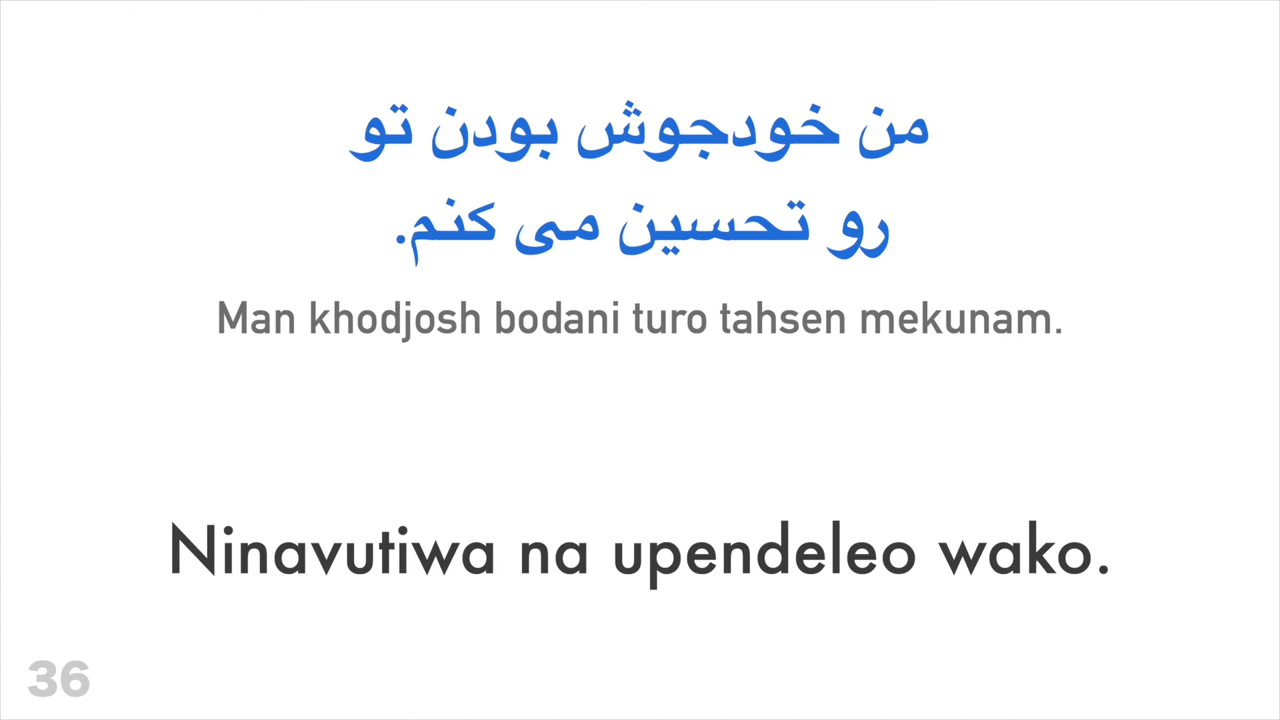 من خودجوش بودن تو
رو تحسین می کنم.
Man khodjosh bodani turo tahsen mekunam.
Ninavutiwa na upendeleo wako.
36